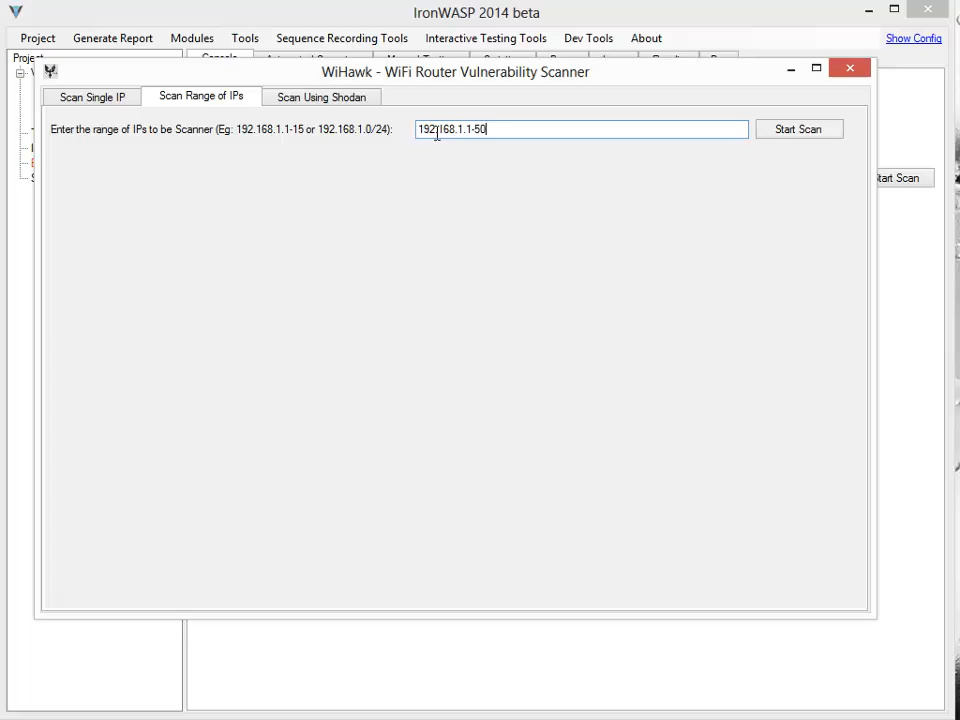 IronWASP 2014 beta
Project Generate Report Modules Tools Sequence Recording Tools Interactive Testing Tools Dev Tools About Show Config
WiHawk - WiFi Router Vulnerability Scanner
Scan Single IP Scan Range of IPs Scan Using Shodan
Enter the range of IPs to be Scanner (Eg: 192.168.1.1-15 or 192.168.1.0/24): 192.168.1.1-50 Start Scan
tart Scan